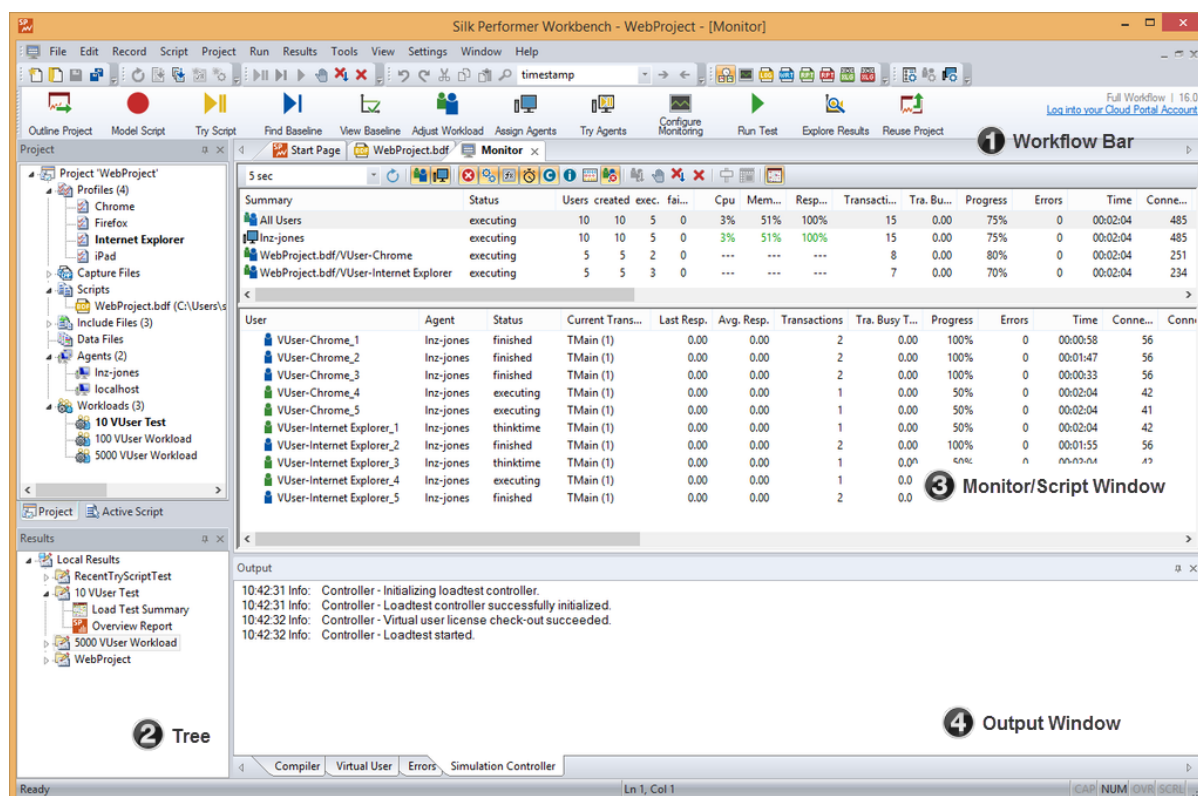 Silk Performer Workbench - WebProject - [Monitor]
File Edit Record Script Project Run Results Tools View Settings Window Help
timestamp
Outline Project Model Script Try Script Find Baseline View Baseline Adjust Workload Assign Agents Try Agents Configure Monitoring Run Test Explore Results Reuse Project
Full Workflow | 16.0
Log into your Cloud Portal Account
1 Workflow Bar
Project
Project 'WebProject'
Profiles (4)
Chrome
Firefox
Internet Explorer
iPad
Capture Files
Scripts
WebProject.bdf (C:\Users\s
Include Files (3)
Data Files
Agents (2)
lnz-jones
localhost
Workloads (3)
10 VUser Test
100 VUser Workload
5000 VUser Workload
Project Active Script
Start Page WebProject.bdf Monitor
5 sec
Summary Status Users created exec. fai... Cpu Mem... Resp... Transacti... Tra. Bu... Progress Errors Time Conne...
All Users executing 10 10 5 0 3% 51% 100% 15 0.00 75% 0 00:02:04 485
lnz-jones executing 10 10 5 0 3% 51% 100% 15 0.00 75% 0 00:02:04 485
WebProject.bdf/VUser-Chrome executing 5 5 2 0 --- --- --- 8 0.00 80% 0 00:02:04 251
WebProject.bdf/VUser-Internet Explorer executing 5 5 3 0 --- --- --- 7 0.00 70% 0 00:02:04 234
User Agent Status Current Trans... Last Resp. Avg. Resp. Transactions Tra. Busy T... Progress Errors Time Conne... Conn
VUser-Chrome_1 lnz-jones finished TMain (1) 0.00 0.00 2 0.00 100% 0 00:00:58 56
VUser-Chrome_2 lnz-jones finished TMain (1) 0.00 0.00 2 0.00 100% 0 00:01:47 56
VUser-Chrome_3 lnz-jones finished TMain (1) 0.00 0.00 2 0.00 100% 0 00:00:33 56
VUser-Chrome_4 lnz-jones executing TMain (1) 0.00 0.00 1 0.00 50% 0 00:02:04 42
VUser-Chrome_5 lnz-jones executing TMain (1) 0.00 0.00 1 0.00 50% 0 00:02:04 41
VUser-Internet Explorer_1 lnz-jones thinktime TMain (1) 0.00 0.00 1 0.00 50% 0 00:02:04 42
VUser-Internet Explorer_2 lnz-jones finished TMain (1) 0.00 0.00 2 0.00 100% 0 00:01:55 56
VUser-Internet Explorer_3 lnz-jones thinktime TMain (1) 0.00 0.00 1 0.00 50% 0 00:02:04 42
VUser-Internet Explorer_4 lnz-jones executing TMain (1) 0.00 0.00 1 0.0
VUser-Internet Explorer_5 lnz-jones finished TMain (1) 0.00 0.00 2 0.0
3 Monitor/Script Window
Results
Local Results
RecentTryScriptTest
10 VUser Test
Load Test Summary
Overview Report
5000 VUser Workload
WebProject
2 Tree
Output
10:42:31 Info: Controller - Initializing loadtest controller.
10:42:31 Info: Controller - Loadtest controller successfully initialized.
10:42:32 Info: Controller - Virtual user license check-out succeeded.
10:42:32 Info: Controller - Loadtest started.
4 Output Window
Compiler Virtual User Errors Simulation Controller
Ready Ln 1, Col 1 CAP NUM OVR SCRL